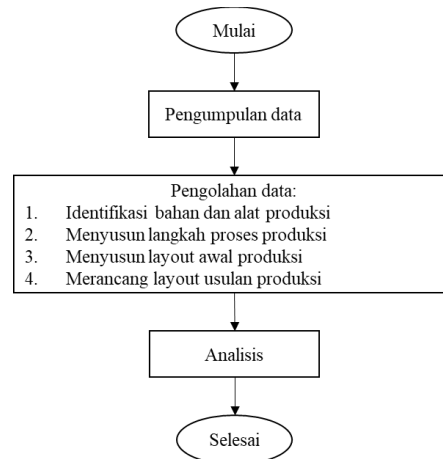 Mulai
Pengumpulan data
Pengolahan data:
1. Identifikasi bahan dan alat produksi
2. Menyusun langkah proses produksi
3. Menyusun layout awal produksi
4. Merancang layout usulan produksi
Analisis
Selesai